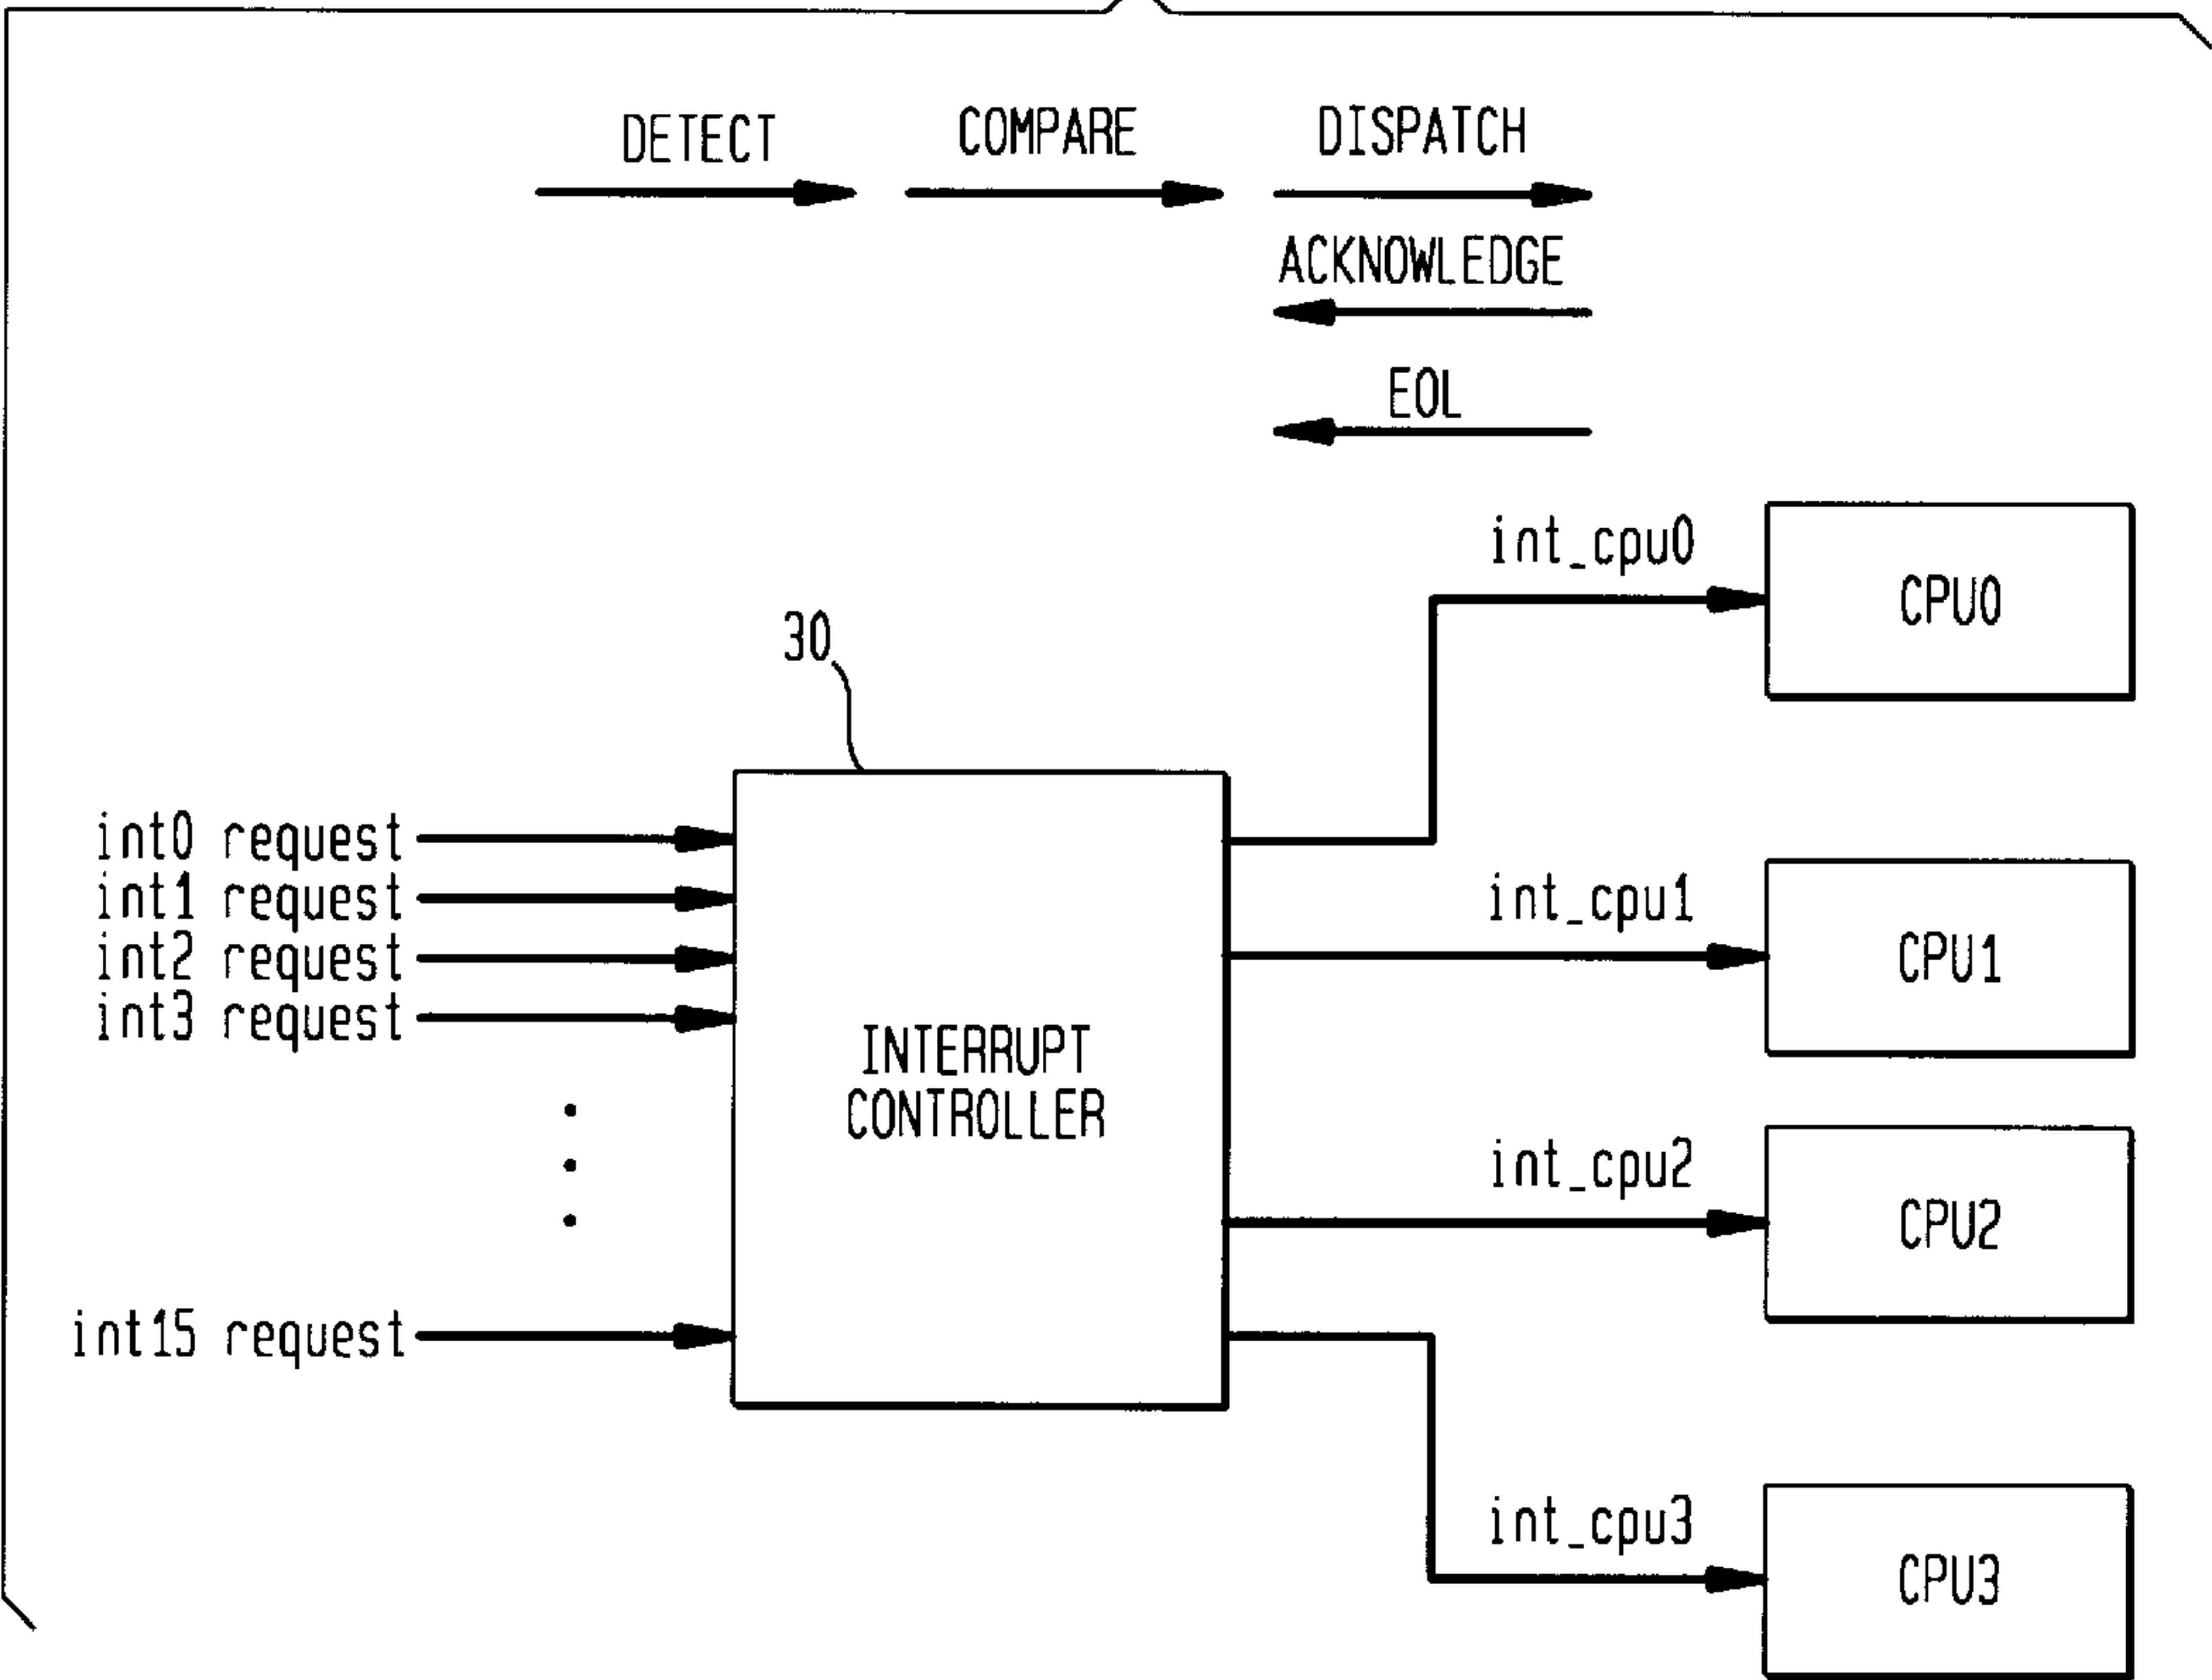 DETECT
COMPARE
DISPATCH
ACKNOWLEDGE
EOL
int_cpu0
CPU0
30
int0 request
int1 request
int2 request
int3 request
int_cpu1
CPU1
INTERRUPT
CONTROLLER
int_cpu2
CPU2
int15 request
int_cpu3
CPU3